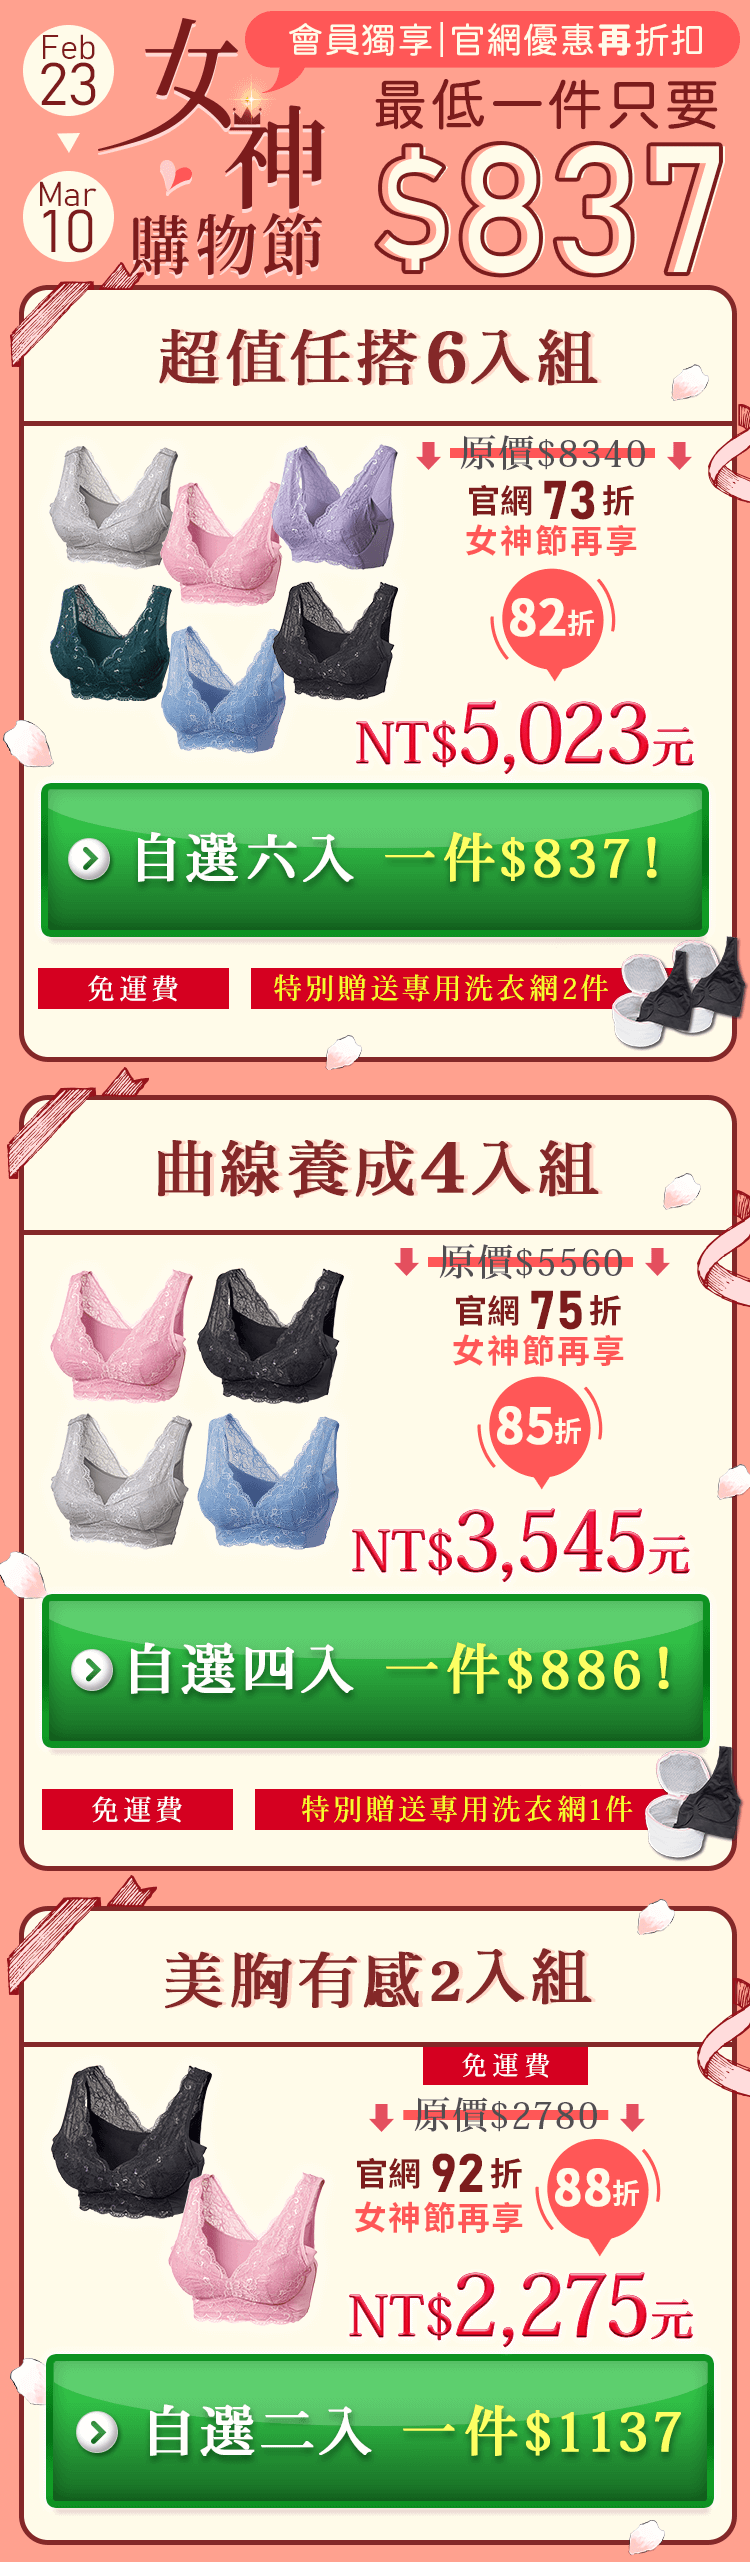 Feb
23
Mar
10
女神
購物節
會員獨享|官網優惠再折扣
最低一件只要
$837
超值任搭6入組
原價$8340
官網73折
女神節再享
82折
NT$5,023元
自選六入 一件$837!
免運費
特別贈送專用洗衣網2件
曲線養成4入組
原價$5560
官網75折
女神節再享
85折
NT$3,545元
自選四入 一件$886!
免運費
特別贈送專用洗衣網1件
美胸有感2入組
免運費
原價$2780
官網92折
女神節再享
88折
NT$2,275元
自選二入 一件$1137